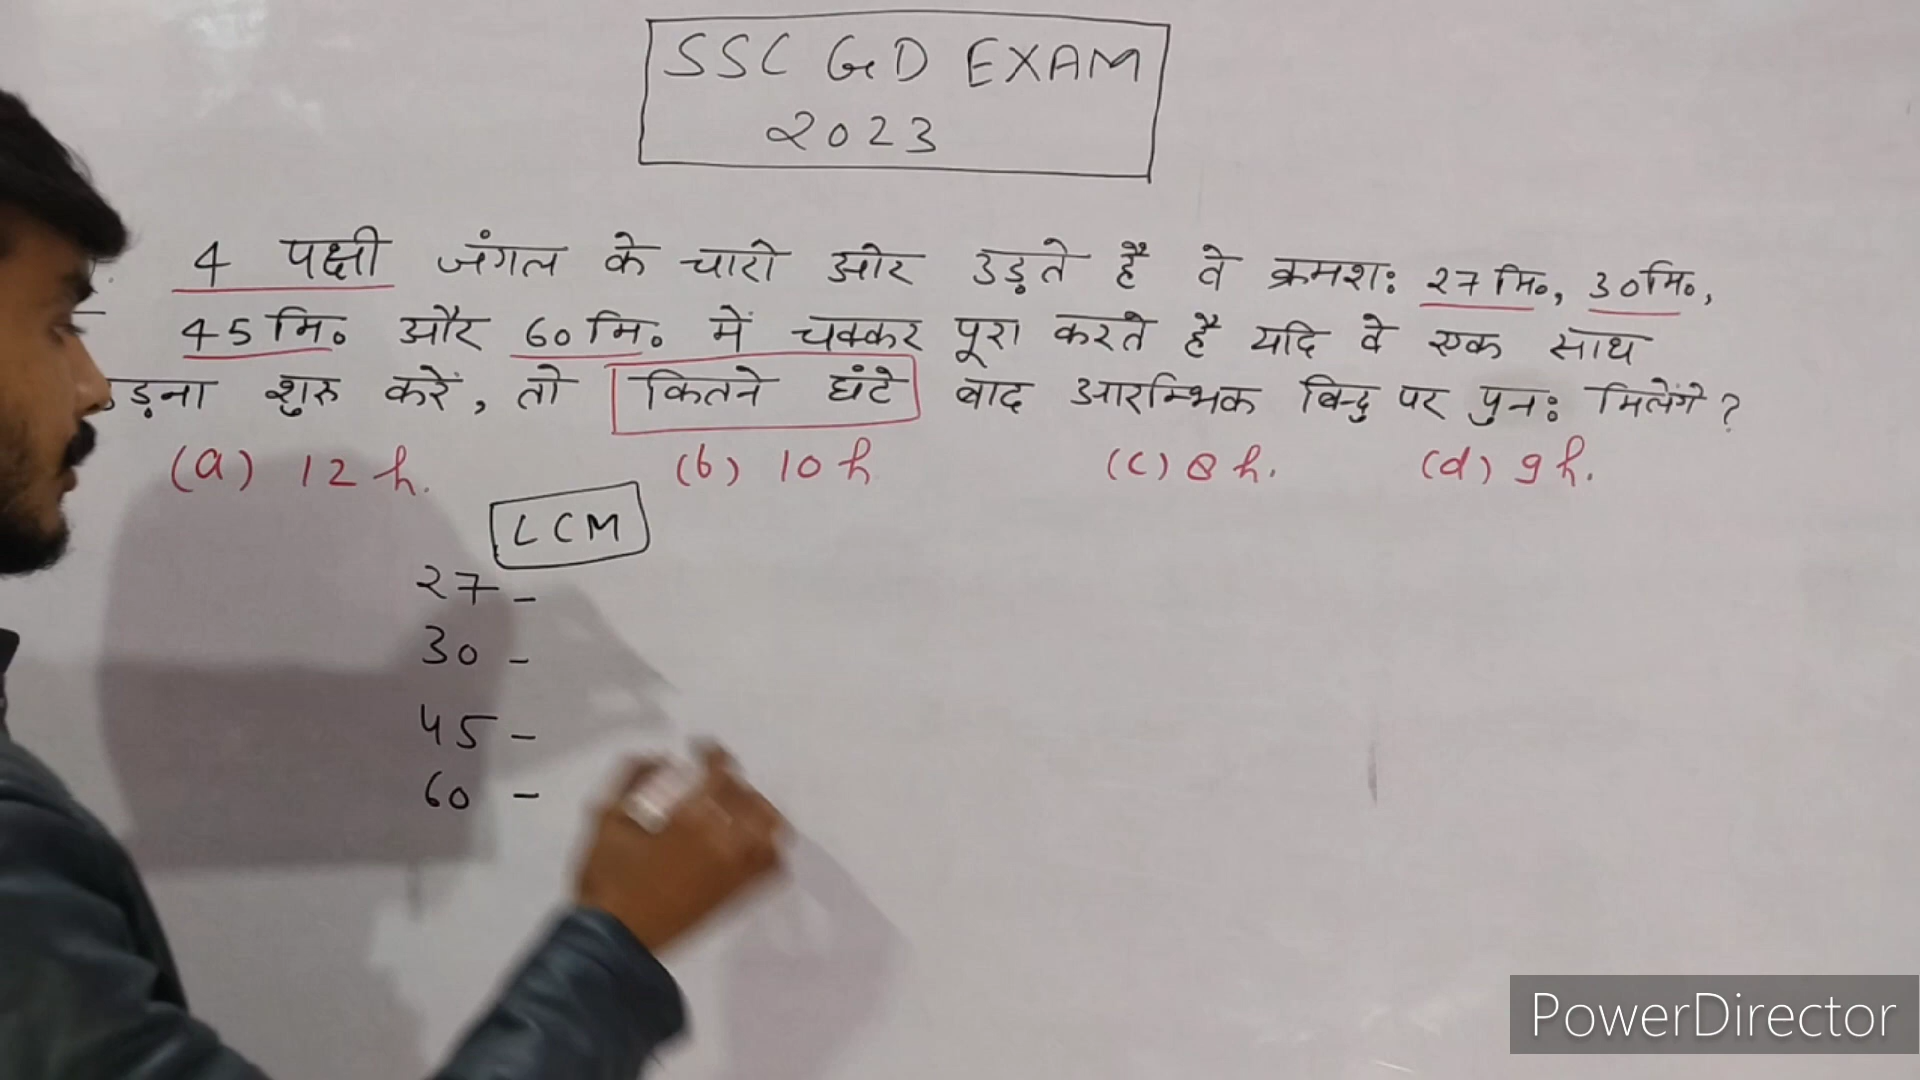 SSC GD EXAM
2023
4 पक्षी जंगल के चारो ओर उड़ते है वे क्रमश: 27 मि०, 30 मि०,
45 मि० और 60 मि० में चक्कर पूरा करते है यदि वे एक साथ
ड़ना शुरु करें, तो कितने घंटे बाद आरम्भिक बिन्दु पर पुन: मिलेंगे ?
(a) 12 h. (b) 10 h (c) 8 h. (d) 9 h.
LCM
27 -
30 -
45 -
60 -
PowerDirector